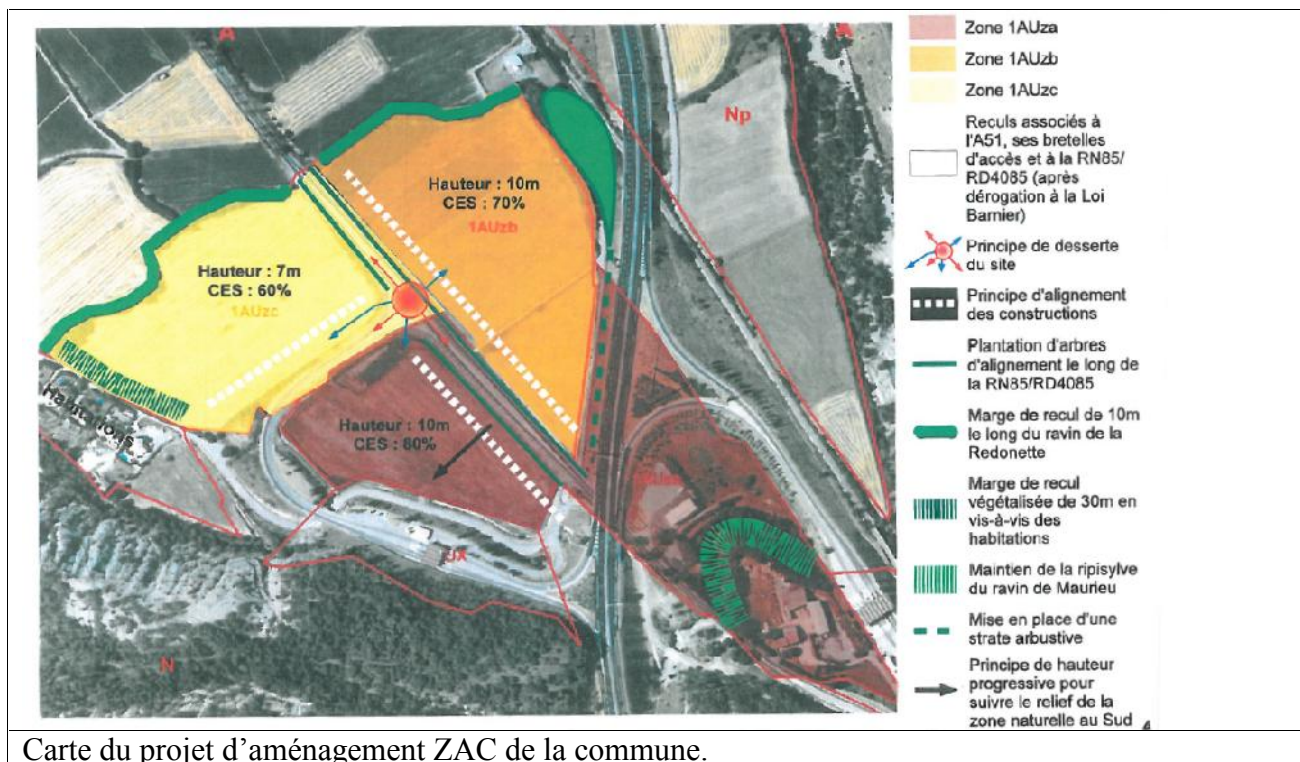 A
A
Np
Hauteur : 10m
CES : 70%
1AUzb
Hauteur : 7m
CES : 60%
1AUzc
Habitations
Hauteur : 10m
CES : 80%
UX
N
Zone 1AUza
Zone 1AUzb
Zone 1AUzc
Reculs associés à
l'A51, ses bretelles
d'accès et à la RN85/
RD4085 (après
dérogation à la Loi
Barnier)
Principe de desserte
du site
Principe d'alignement
des constructions
Plantation d'arbres
d'alignement le long de
la RN85/RD4085
Marge de recul de 10m
le long du ravin de la
Redonette
Marge de recul
végétalisée de 30m en
vis-à-vis des
habitations
Maintien de la ripisylve
du ravin de Maurieu
Mise en place d'une
strate arbustive
Principe de hauteur
progressive pour
suivre le relief de la
zone naturelle au Sud
Carte du projet d'aménagement ZAC de la commune.